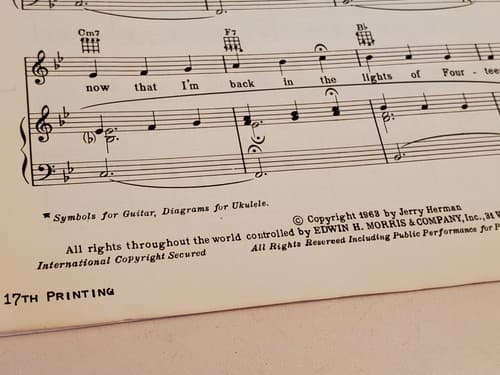 Cm7 F7 B♭
now that I'm back in the lights of Four - tee
(b)
* Symbols for Guitar, Diagrams for Ukulele.
© Copyright 1963 by Jerry Herman
All rights throughout the world controlled by EDWIN H. MORRIS & COMPANY, Inc., 31 W
International Copyright Secured All Rights Reserved Including Public Performance for P
17TH PRINTING